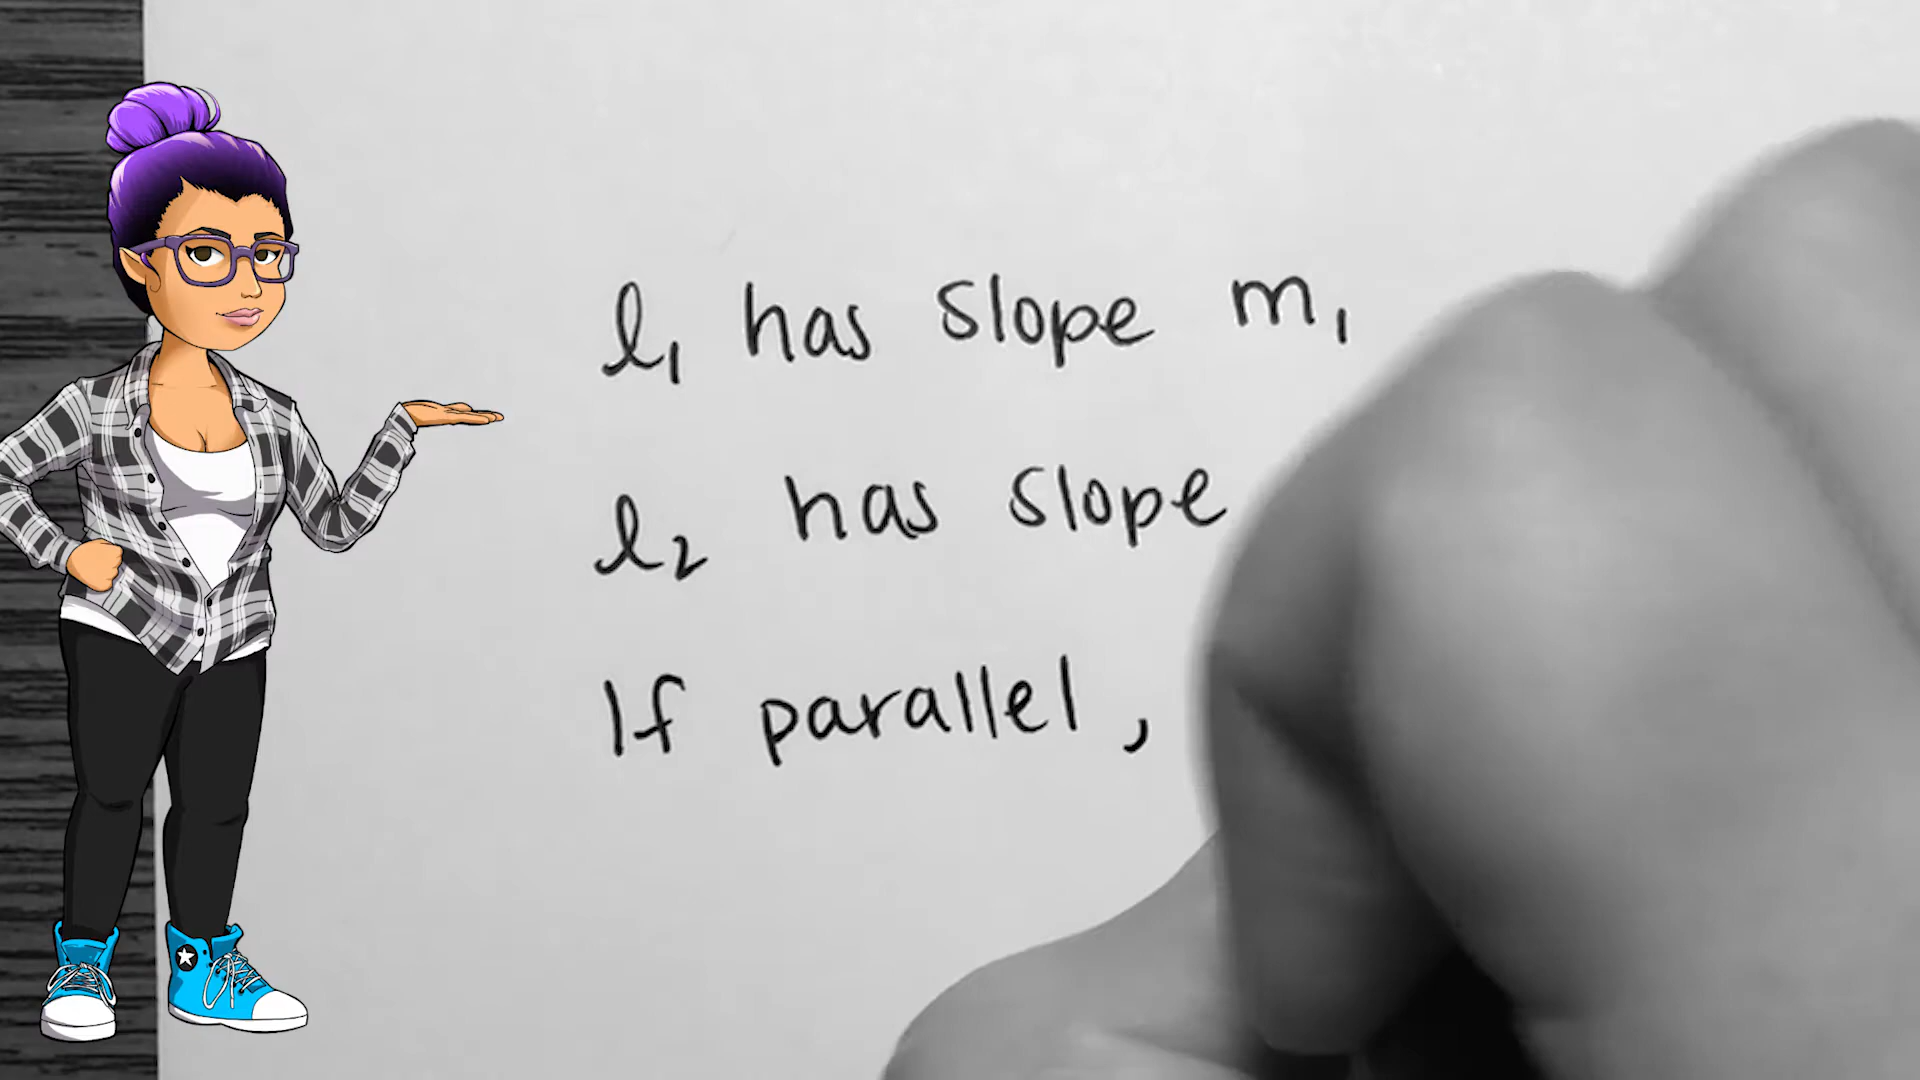 l₁ has slope m₁
l₂ has slope
If parallel,